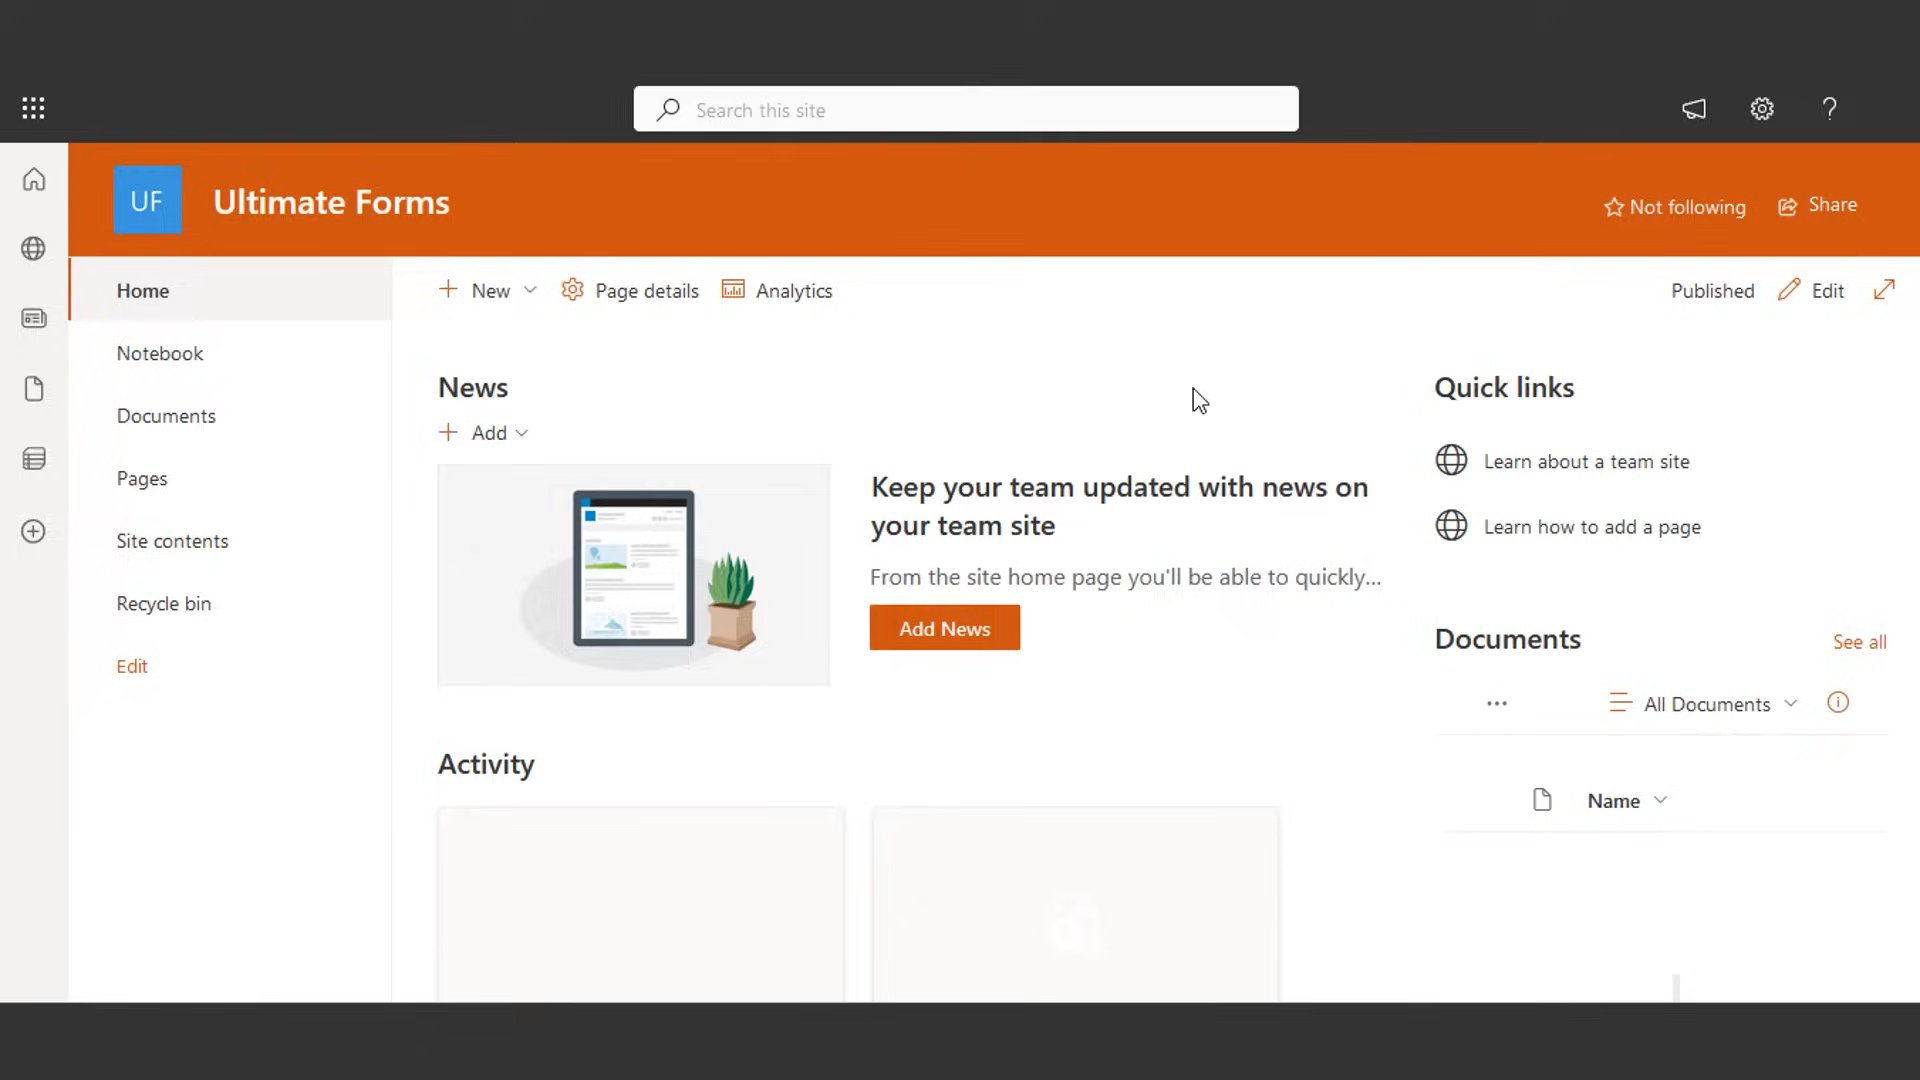 Search this site
?
UF
Ultimate Forms
Not following
Share
Home
Notebook
Documents
Pages
Site contents
Recycle bin
Edit
New
Page details
Analytics
Published
Edit
News
Add
Keep your team updated with news on
your team site
From the site home page you'll be able to quickly...
Add News
Activity
Quick links
Learn about a team site
Learn how to add a page
Documents
See all
All Documents
Name